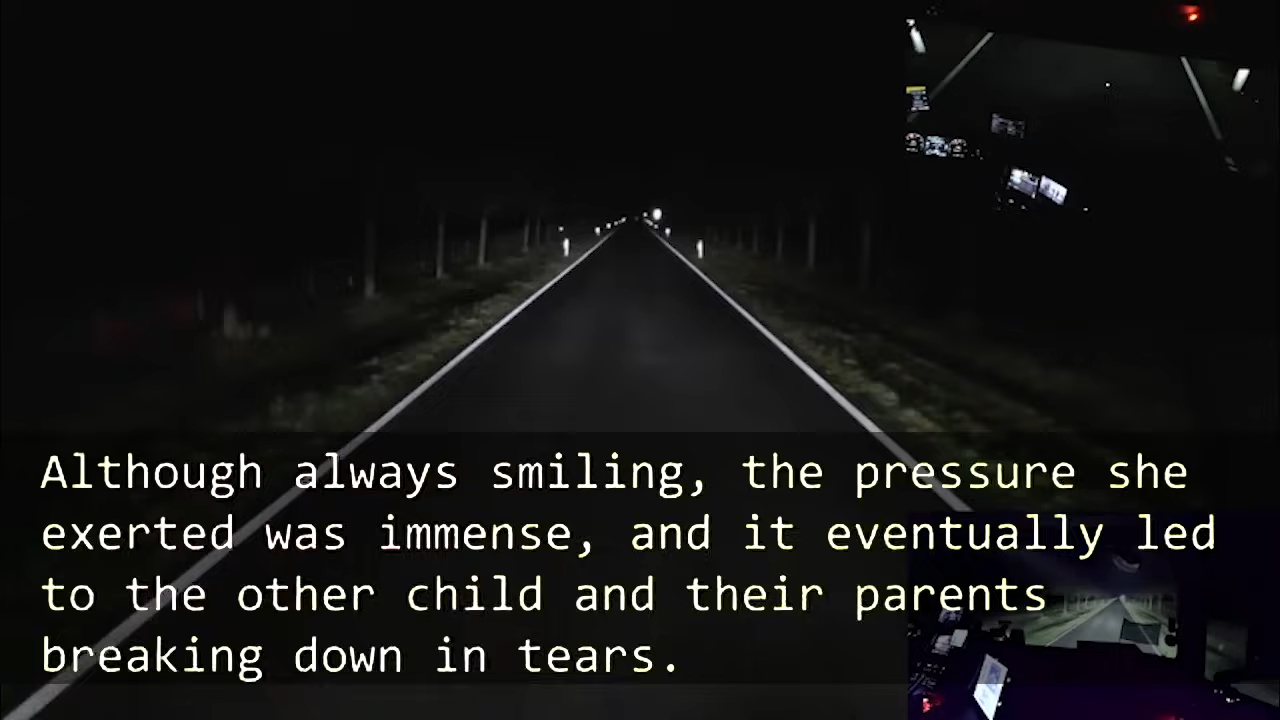 Although always smiling, the pressure she
exerted was immense, and it eventually led
to the other child and their parents
breaking down in tears.